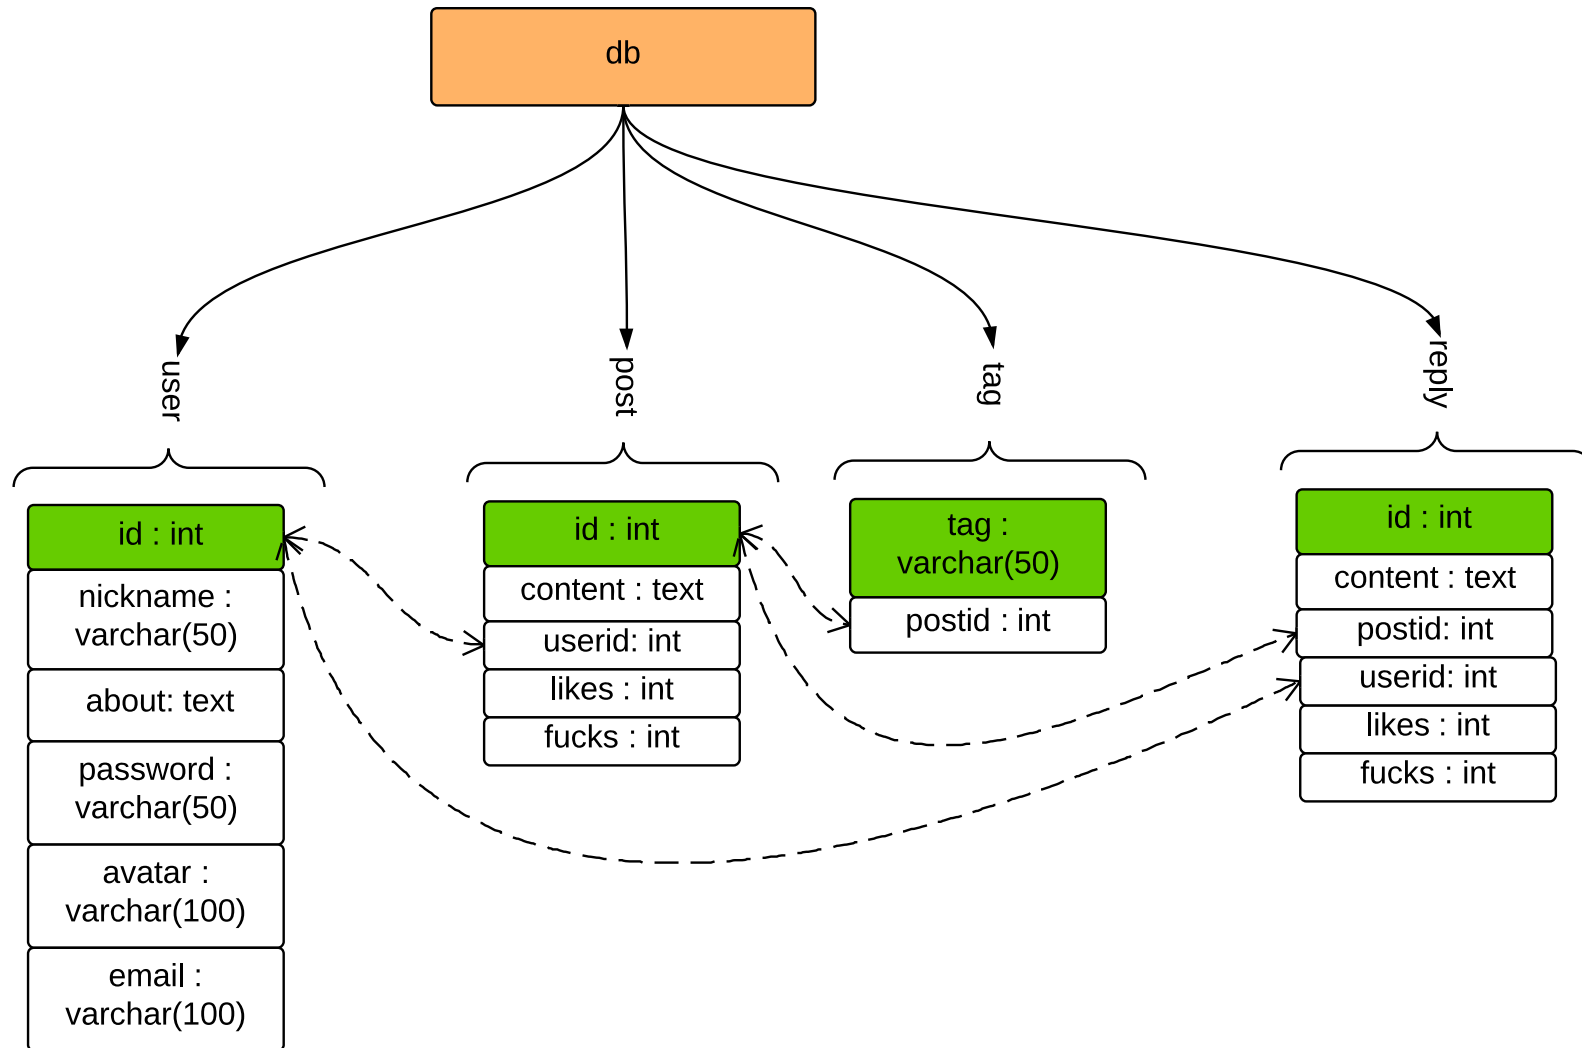 db
user
post
tag
reply
id : int
nickname :
varchar(50)
about: text
password :
varchar(50)
avatar :
varchar(100)
email :
varchar(100)
id : int
content : text
userid: int
likes : int
fucks : int
tag :
varchar(50)
postid : int
id : int
content : text
postid: int
userid: int
likes : int
fucks : int